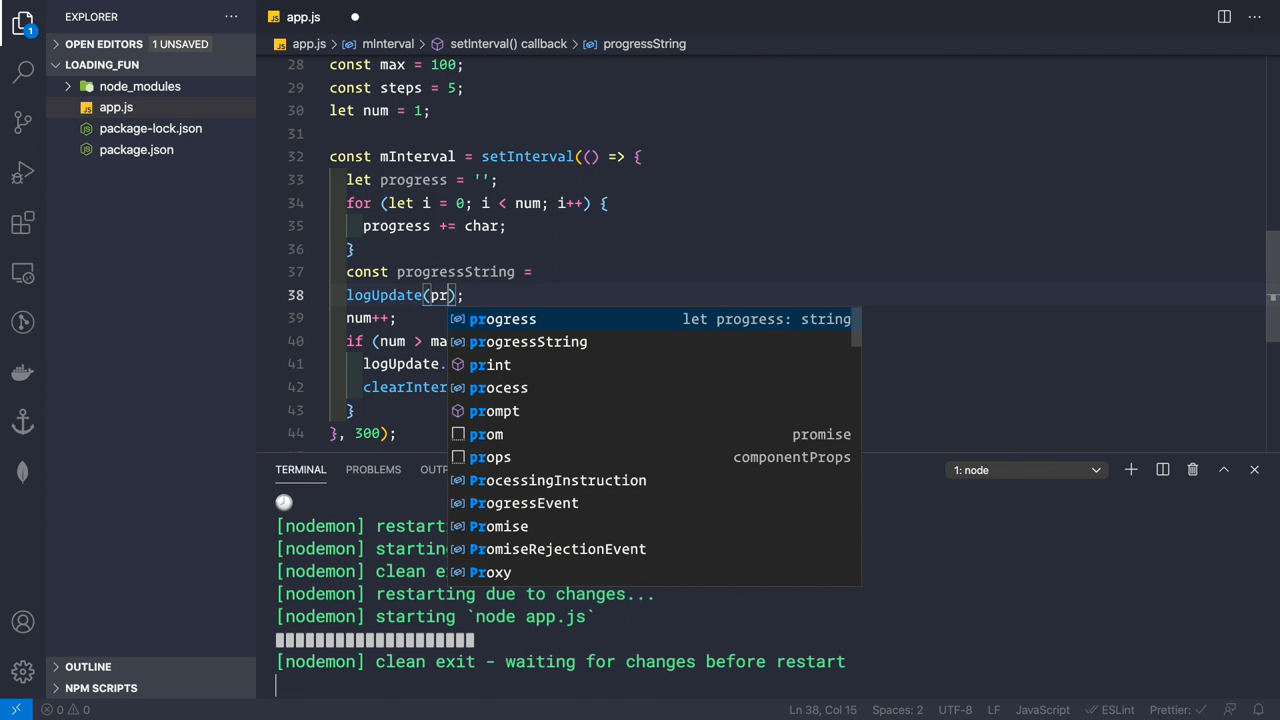 1
EXPLORER ...
OPEN EDITORS 1 UNSAVED
LOADING_FUN
node_modules
JS app.js
package-lock.json
package.json
OUTLINE
NPM SCRIPTS
JS app.js
JS app.js mInterval setInterval() callback progressString
28 const max = 100;
29 const steps = 5;
30 let num = 1;
31
32 const mInterval = setInterval(() => {
33 let progress = '';
34 for (let i = 0; i < num; i++) {
35 progress += char;
36 }
37 const progressString =
38 logUpdate(pr);
39 num++;
40 if (num > ma
41 logUpdate.
42 clearInter
43 }
44 }, 300);
progress let progress: string
progressString
print
process
prompt
prom promise
props componentProps
ProcessingInstruction
ProgressEvent
Promise
PromiseRejectionEvent
Proxy
TERMINAL PROBLEMS OUTP 1: node
[nodemon] restart
[nodemon] starting
[nodemon] clean e
[nodemon] restarting due to changes...
[nodemon] starting `node app.js`
[nodemon] clean exit - waiting for changes before restart
0 0 Ln 38, Col 15 Spaces: 2 UTF-8 LF JavaScript ESLint Prettier: